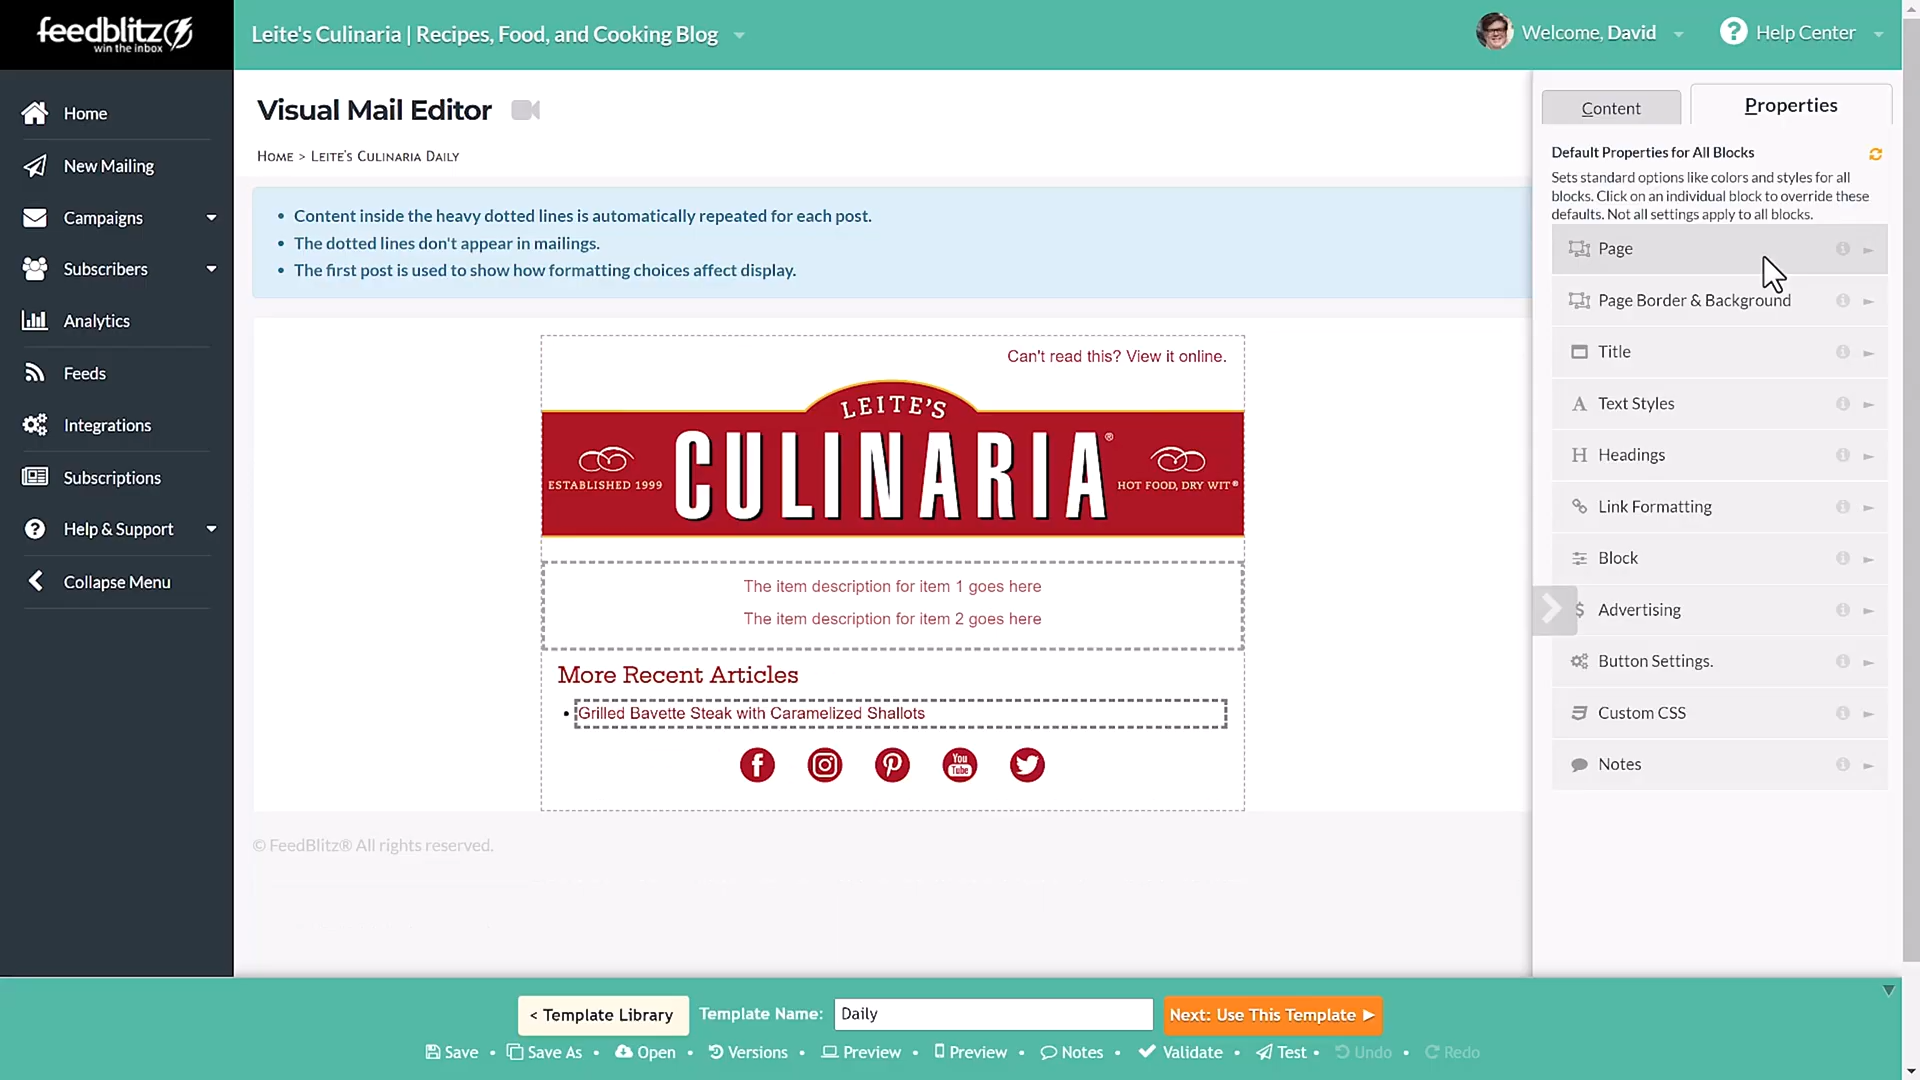 feedblitz
win the inbox
Leite's Culinaria | Recipes, Food, and Cooking Blog
Welcome, David
? Help Center
Home
New Mailing
Campaigns
Subscribers
Analytics
Feeds
Integrations
Subscriptions
Help & Support
Collapse Menu
Visual Mail Editor
Home > Leite's Culinaria Daily
• Content inside the heavy dotted lines is automatically repeated for each post.
• The dotted lines don't appear in mailings.
• The first post is used to show how formatting choices affect display.
Can't read this? View it online.
LEITE'S
CULINARIA®
ESTABLISHED 1999
HOT FOOD, DRY WIT®
The item description for item 1 goes here
The item description for item 2 goes here
More Recent Articles
• Grilled Bavette Steak with Caramelized Shallots
You Tube
© FeedBlitz® All rights reserved.
Content
Properties
Default Properties for All Blocks
Sets standard options like colors and styles for all
blocks. Click on an individual block to override these
defaults. Not all settings apply to all blocks.
Page
Page Border & Background
Title
A Text Styles
H Headings
Link Formatting
Block
$ Advertising
Button Settings.
Custom CSS
Notes
< Template Library
Template Name:
Daily
Next: Use This Template ►
Save • Save As • Open • Versions • Preview • Preview • Notes • Validate • Test • Undo • Redo